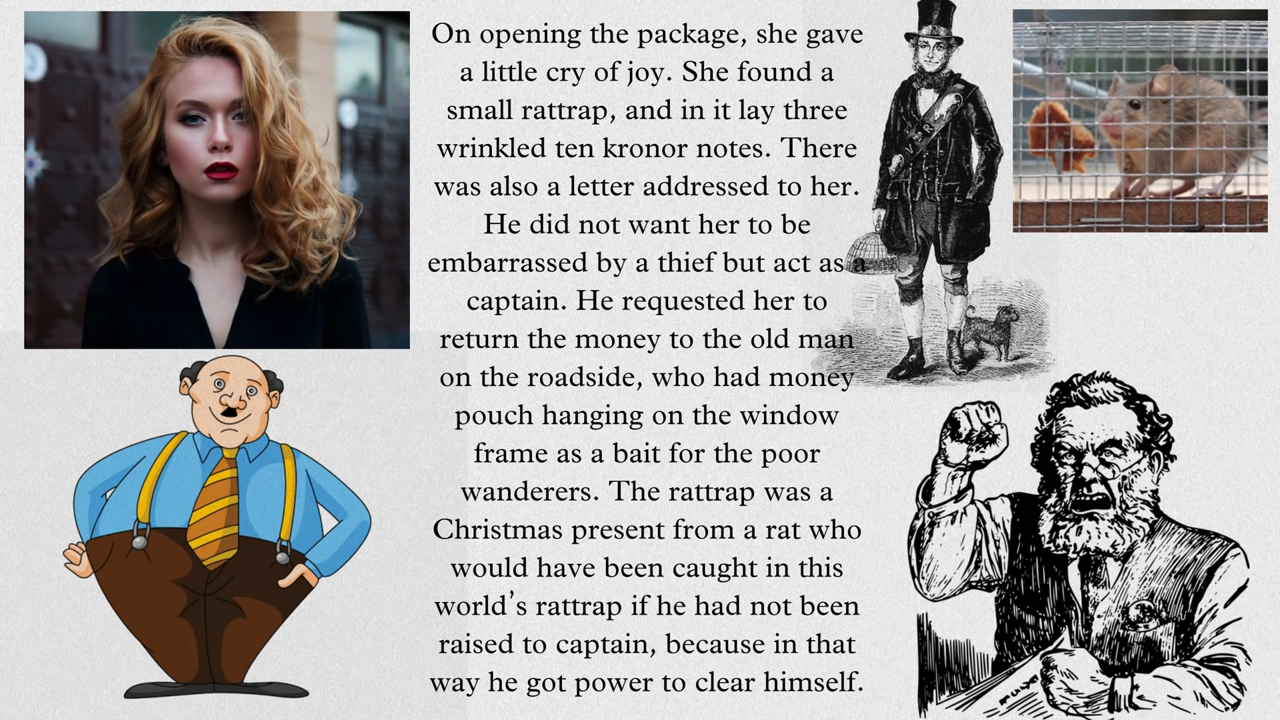 On opening the package, she gave
a little cry of joy. She found a
small rattrap, and in it lay three
wrinkled ten kronor notes. There
was also a letter addressed to her.
He did not want her to be
embarrassed by a thief but act as a
captain. He requested her to
return the money to the old man
on the roadside, who had money
pouch hanging on the window
frame as a bait for the poor
wanderers. The rattrap was a
Christmas present from a rat who
would have been caught in this
world's rattrap if he had not been
raised to captain, because in that
way he got power to clear himself.